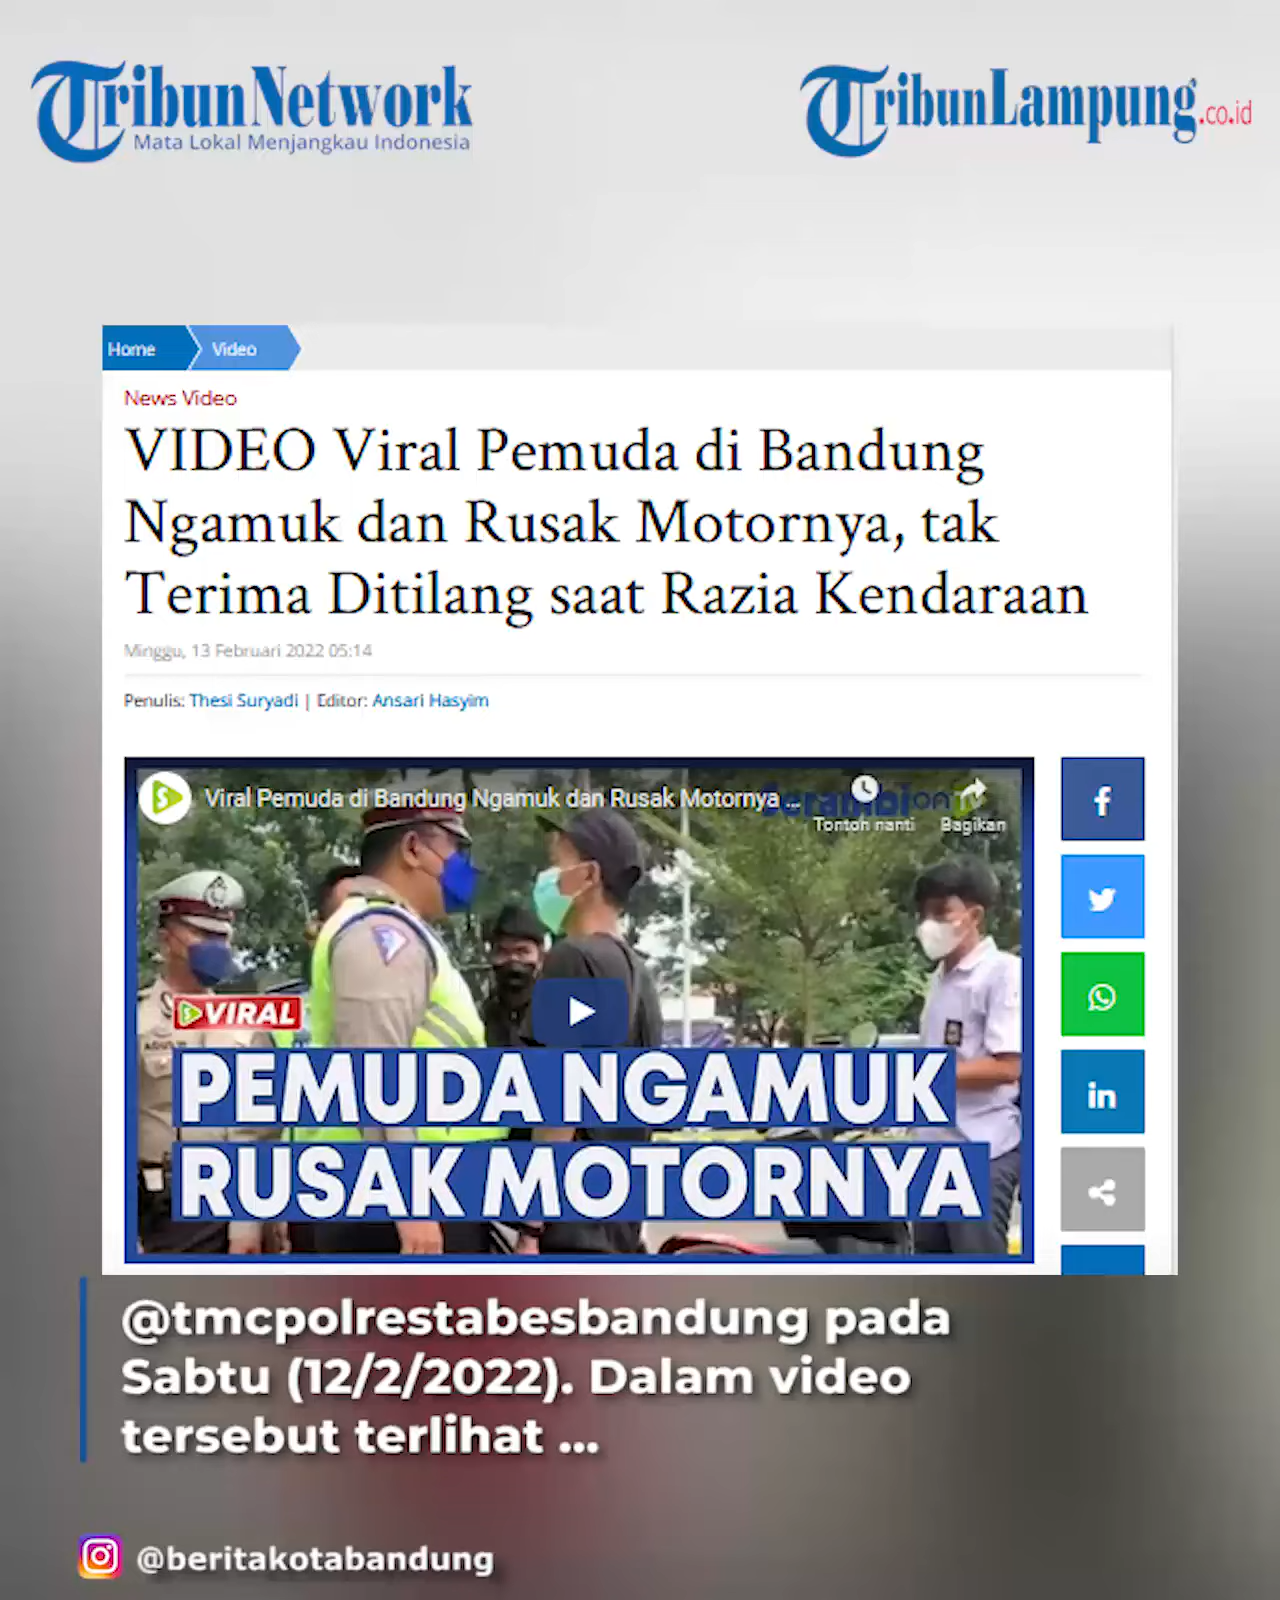 TribunNetwork
Mata Lokal Menjangkau Indonesia
TribunLampung.co.id
Home
Video
News Video
VIDEO Viral Pemuda di Bandung
Ngamuk dan Rusak Motornya, tak
Terima Ditilang saat Razia Kendaraan
Minggu, 13 Februari 2022 05:14
Penulis: Thesi Suryadi | Editor: Ansari Hasyim
Viral Pemuda di Bandung Ngamuk dan Rusak Motornya ...
Tontoh nanti
Bagikan
VIRAL
PEMUDA NGAMUK
RUSAK MOTORNYA
@tmcpolrestabesbandung pada
Sabtu (12/2/2022). Dalam video
tersebut terlihat ...
@beritakotabandung